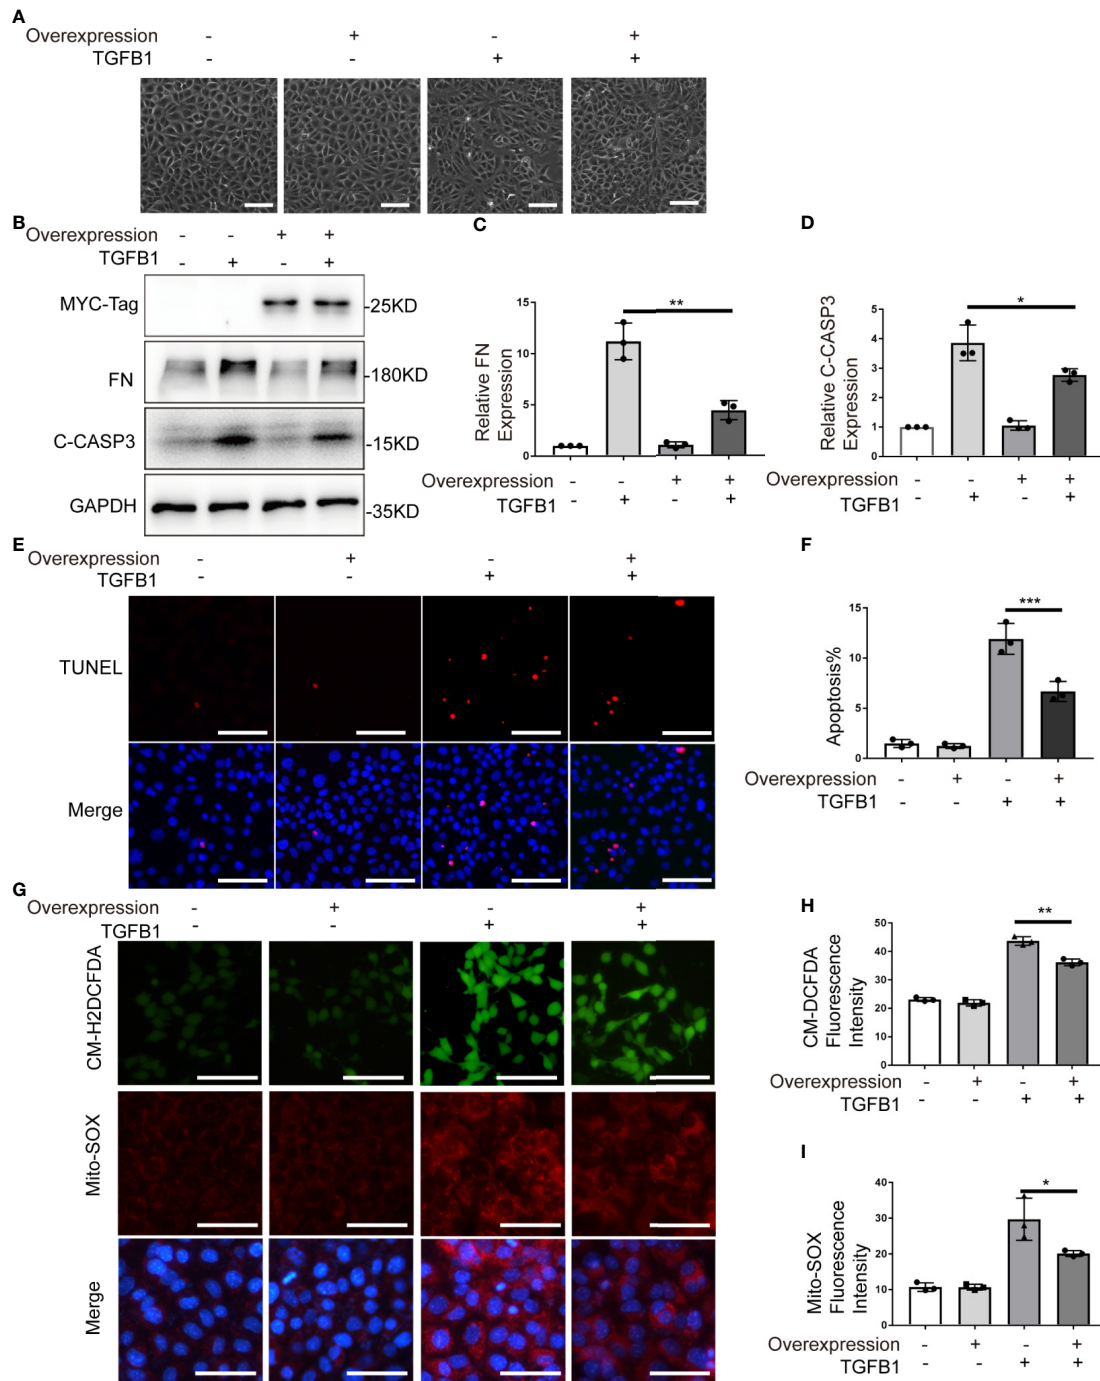 A
Overexpression - + - +
TGFB1 - - + +
B
Overexpression - - + +
TGFB1 - + - +
MYC-Tag -25KD
FN -180KD
C-CASP3 -15KD
GAPDH -35KD
C
Relative FN
Expression
15
10
5
0
**
Overexpression - - + +
TGFB1 - + - +
D
Relative C-CASP3
Expression
5
4
3
2
1
0
*
Overexpression - - + +
TGFB1 - + - +
E
Overexpression - + - +
TGFB1 - - + +
TUNEL
Merge
F
Apoptosis%
15
10
5
0
***
Overexpression - + - +
TGFB1 - - + +
G
Overexpression - + - +
TGFB1 - - + +
CM-H2DCFDA
Mito-SOX
Merge
H
CM-DCFDA
Fluorescence
Intensity
50
40
30
20
10
0
**
Overexpression - + - +
TGFB1 - - + +
I
Mito-SOX
Fluorescence
Intensity
40
30
20
10
0
*
Overexpression - + - +
TGFB1 - - + +